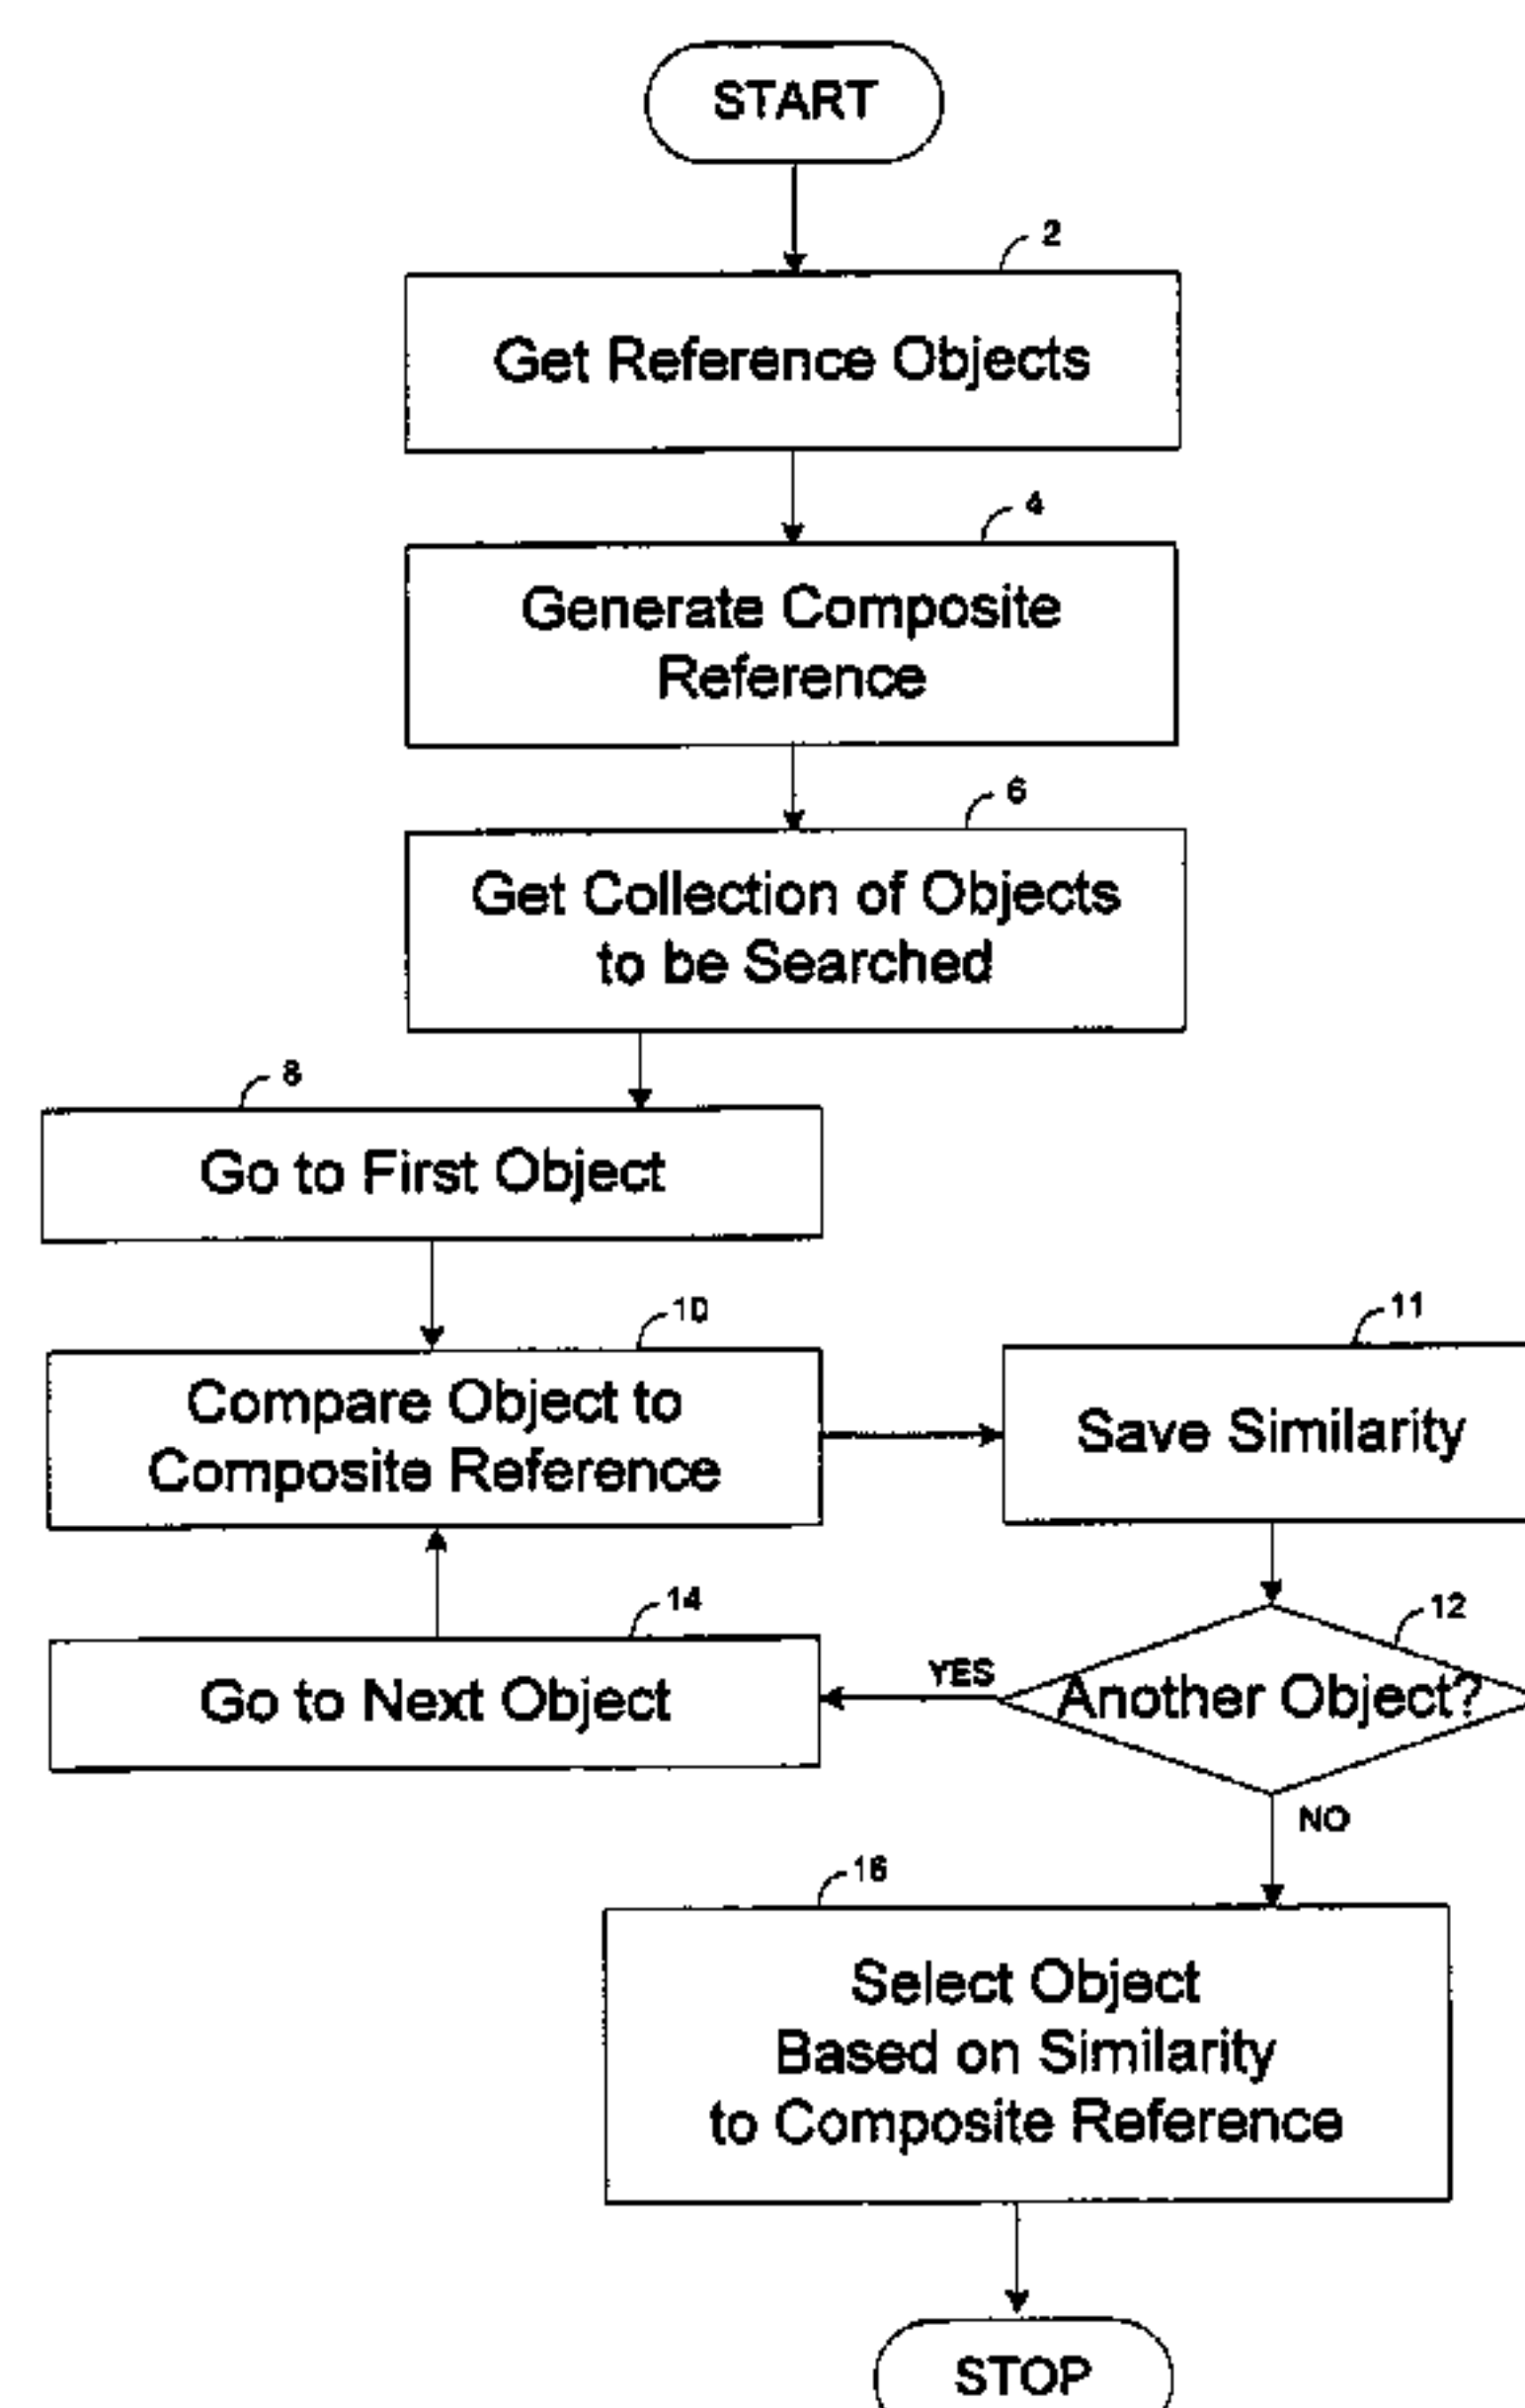 START
2
Get Reference Objects
4
Generate Composite
Reference
6
Get Collection of Objects
to be Searched
8
Go to First Object
10
Compare Object to
Composite Reference
11
Save Similarity
12
Another Object?
YES
14
Go to Next Object
NO
16
Select Object
Based on Similarity
to Composite Reference
STOP